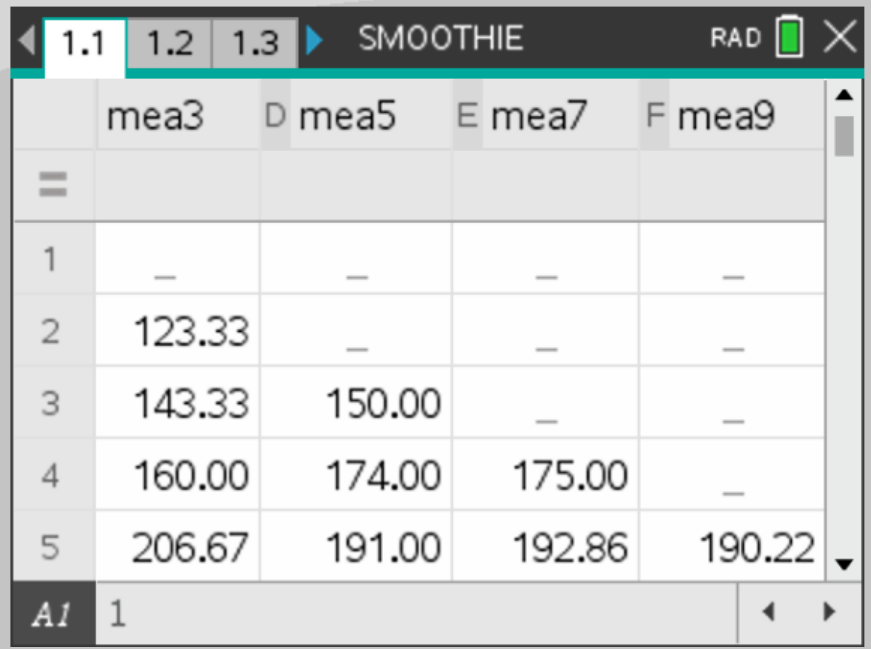 1.1 1.2 1.3 SMOOTHIE RAD
mea3 D mea5 E mea7 F mea9
=
1 _ _ _ _
2 123.33 _ _ _
3 143.33 150.00 _ _
4 160.00 174.00 175.00 _
5 206.67 191.00 192.86 190.22
A1 1